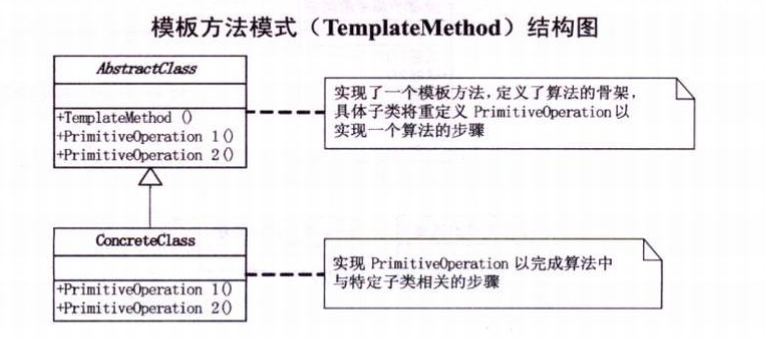 模板方法模式（TemplateMethod）结构图
AbstractClass
+TemplateMethod ()
+PrimitiveOperation 1()
+PrimitiveOperation 2()
实现了一个模板方法，定义了算法的骨架，
具体子类将重定义 PrimitiveOperation 以
实现一个算法的步骤
ConcreteClass
+PrimitiveOperation 1()
+PrimitiveOperation 2()
实现 PrimitiveOperation 以完成算法中
与特定子类相关的步骤